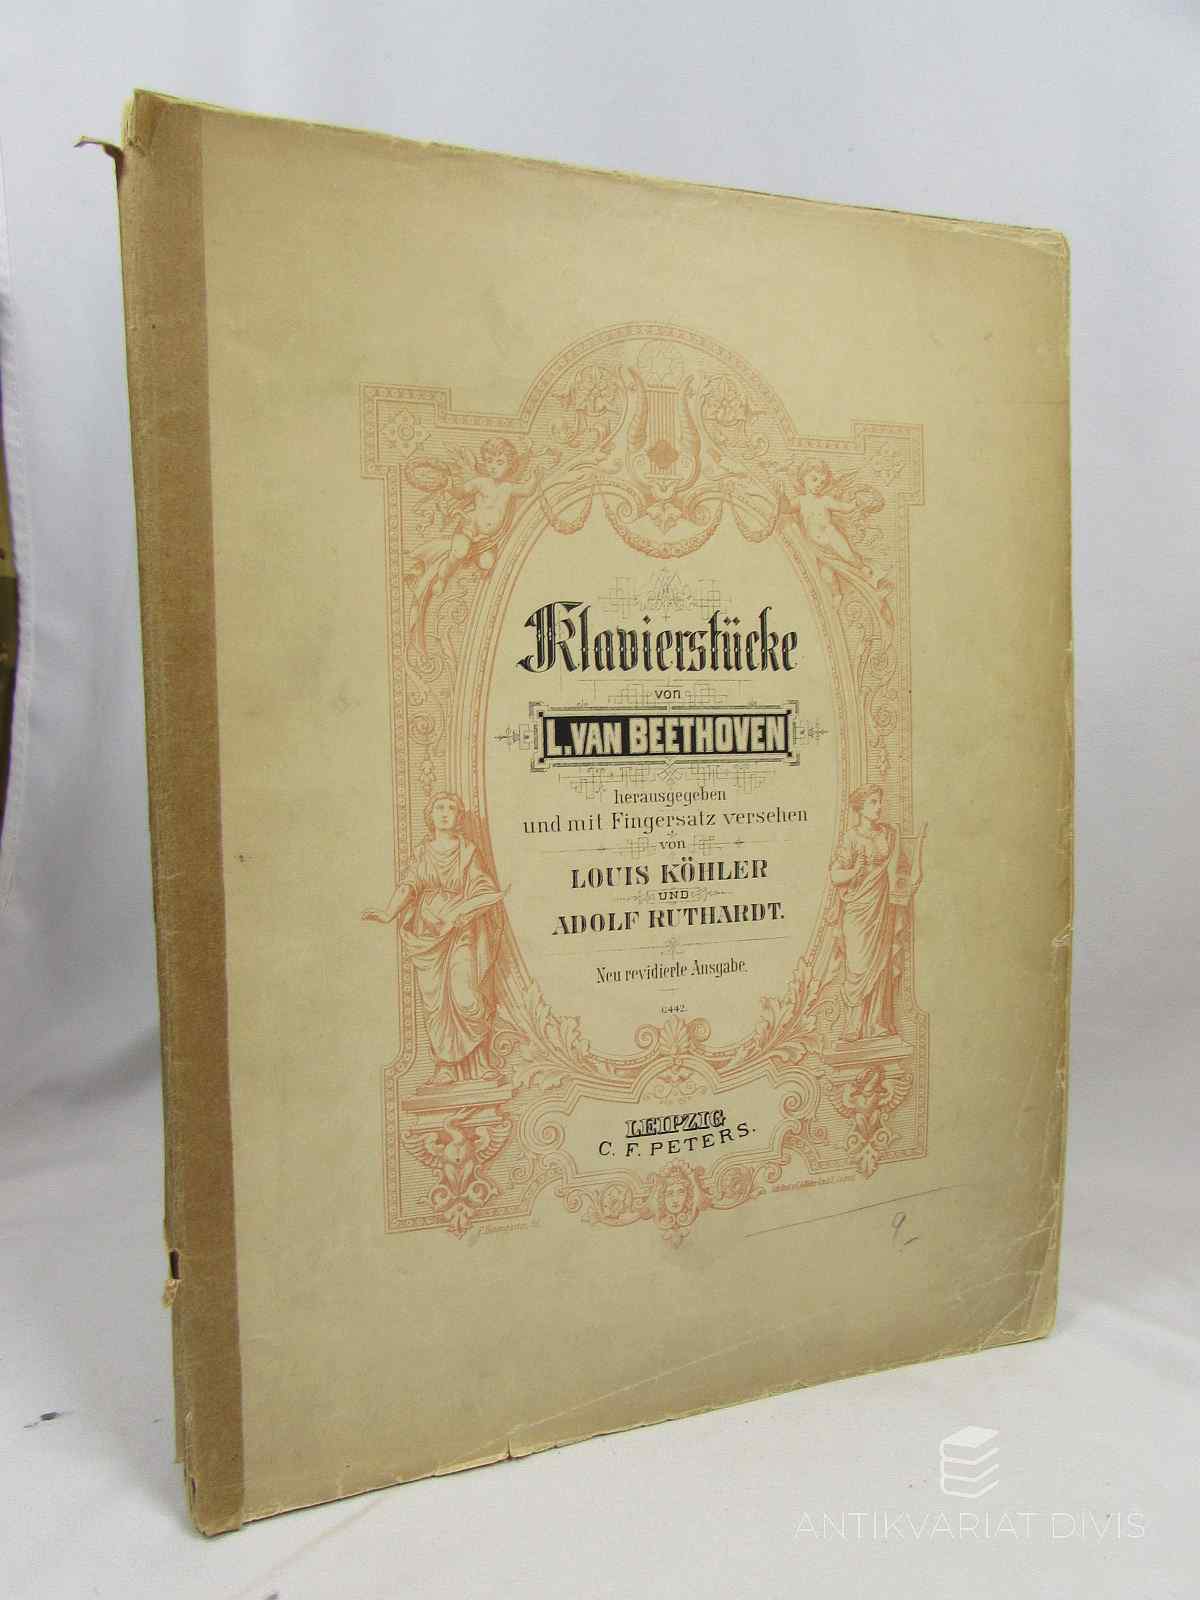 Klavierstücke
von
L. VAN BEETHOVEN
herausgegeben
und mit Fingersatz versehen
von
LOUIS KÖHLER
UND
ADOLF RUTHARDT.
Neu revidierte Ausgabe.
LEIPZIG
C. F. PETERS.
9.–
ANTIKVARIAT DIVIS